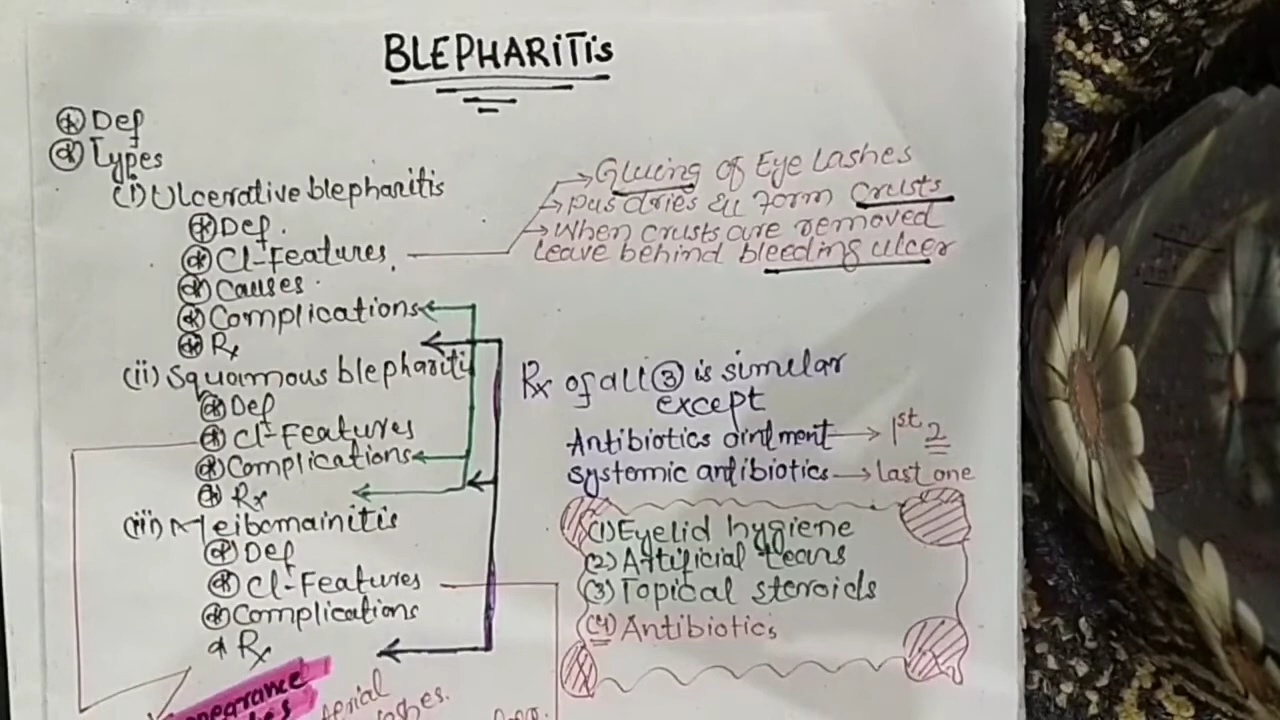 BLEPHARITIS
Def
Types
(i) Ulcerative blepharitis
Def.
Cl-Features.
Causes.
Complications
Rx
(ii) Squamous blephariti
Def
Cl-Features
Complications
Rx
(iii) Meibomainitis
Def
Cl-Features
Complications
Rx
→ Gluing of Eye lashes
→ Pus dries & form Crusts
→ When crusts are removed
leave behind bleeding ulcer
Rx of all ③ is simular
except
Antibiotics ointment → 1st 2
systemic antibiotics → last one
(1) Eyelid hygiene
(2) Artificial tears
(3) Topical steroids
(4) Antibiotics